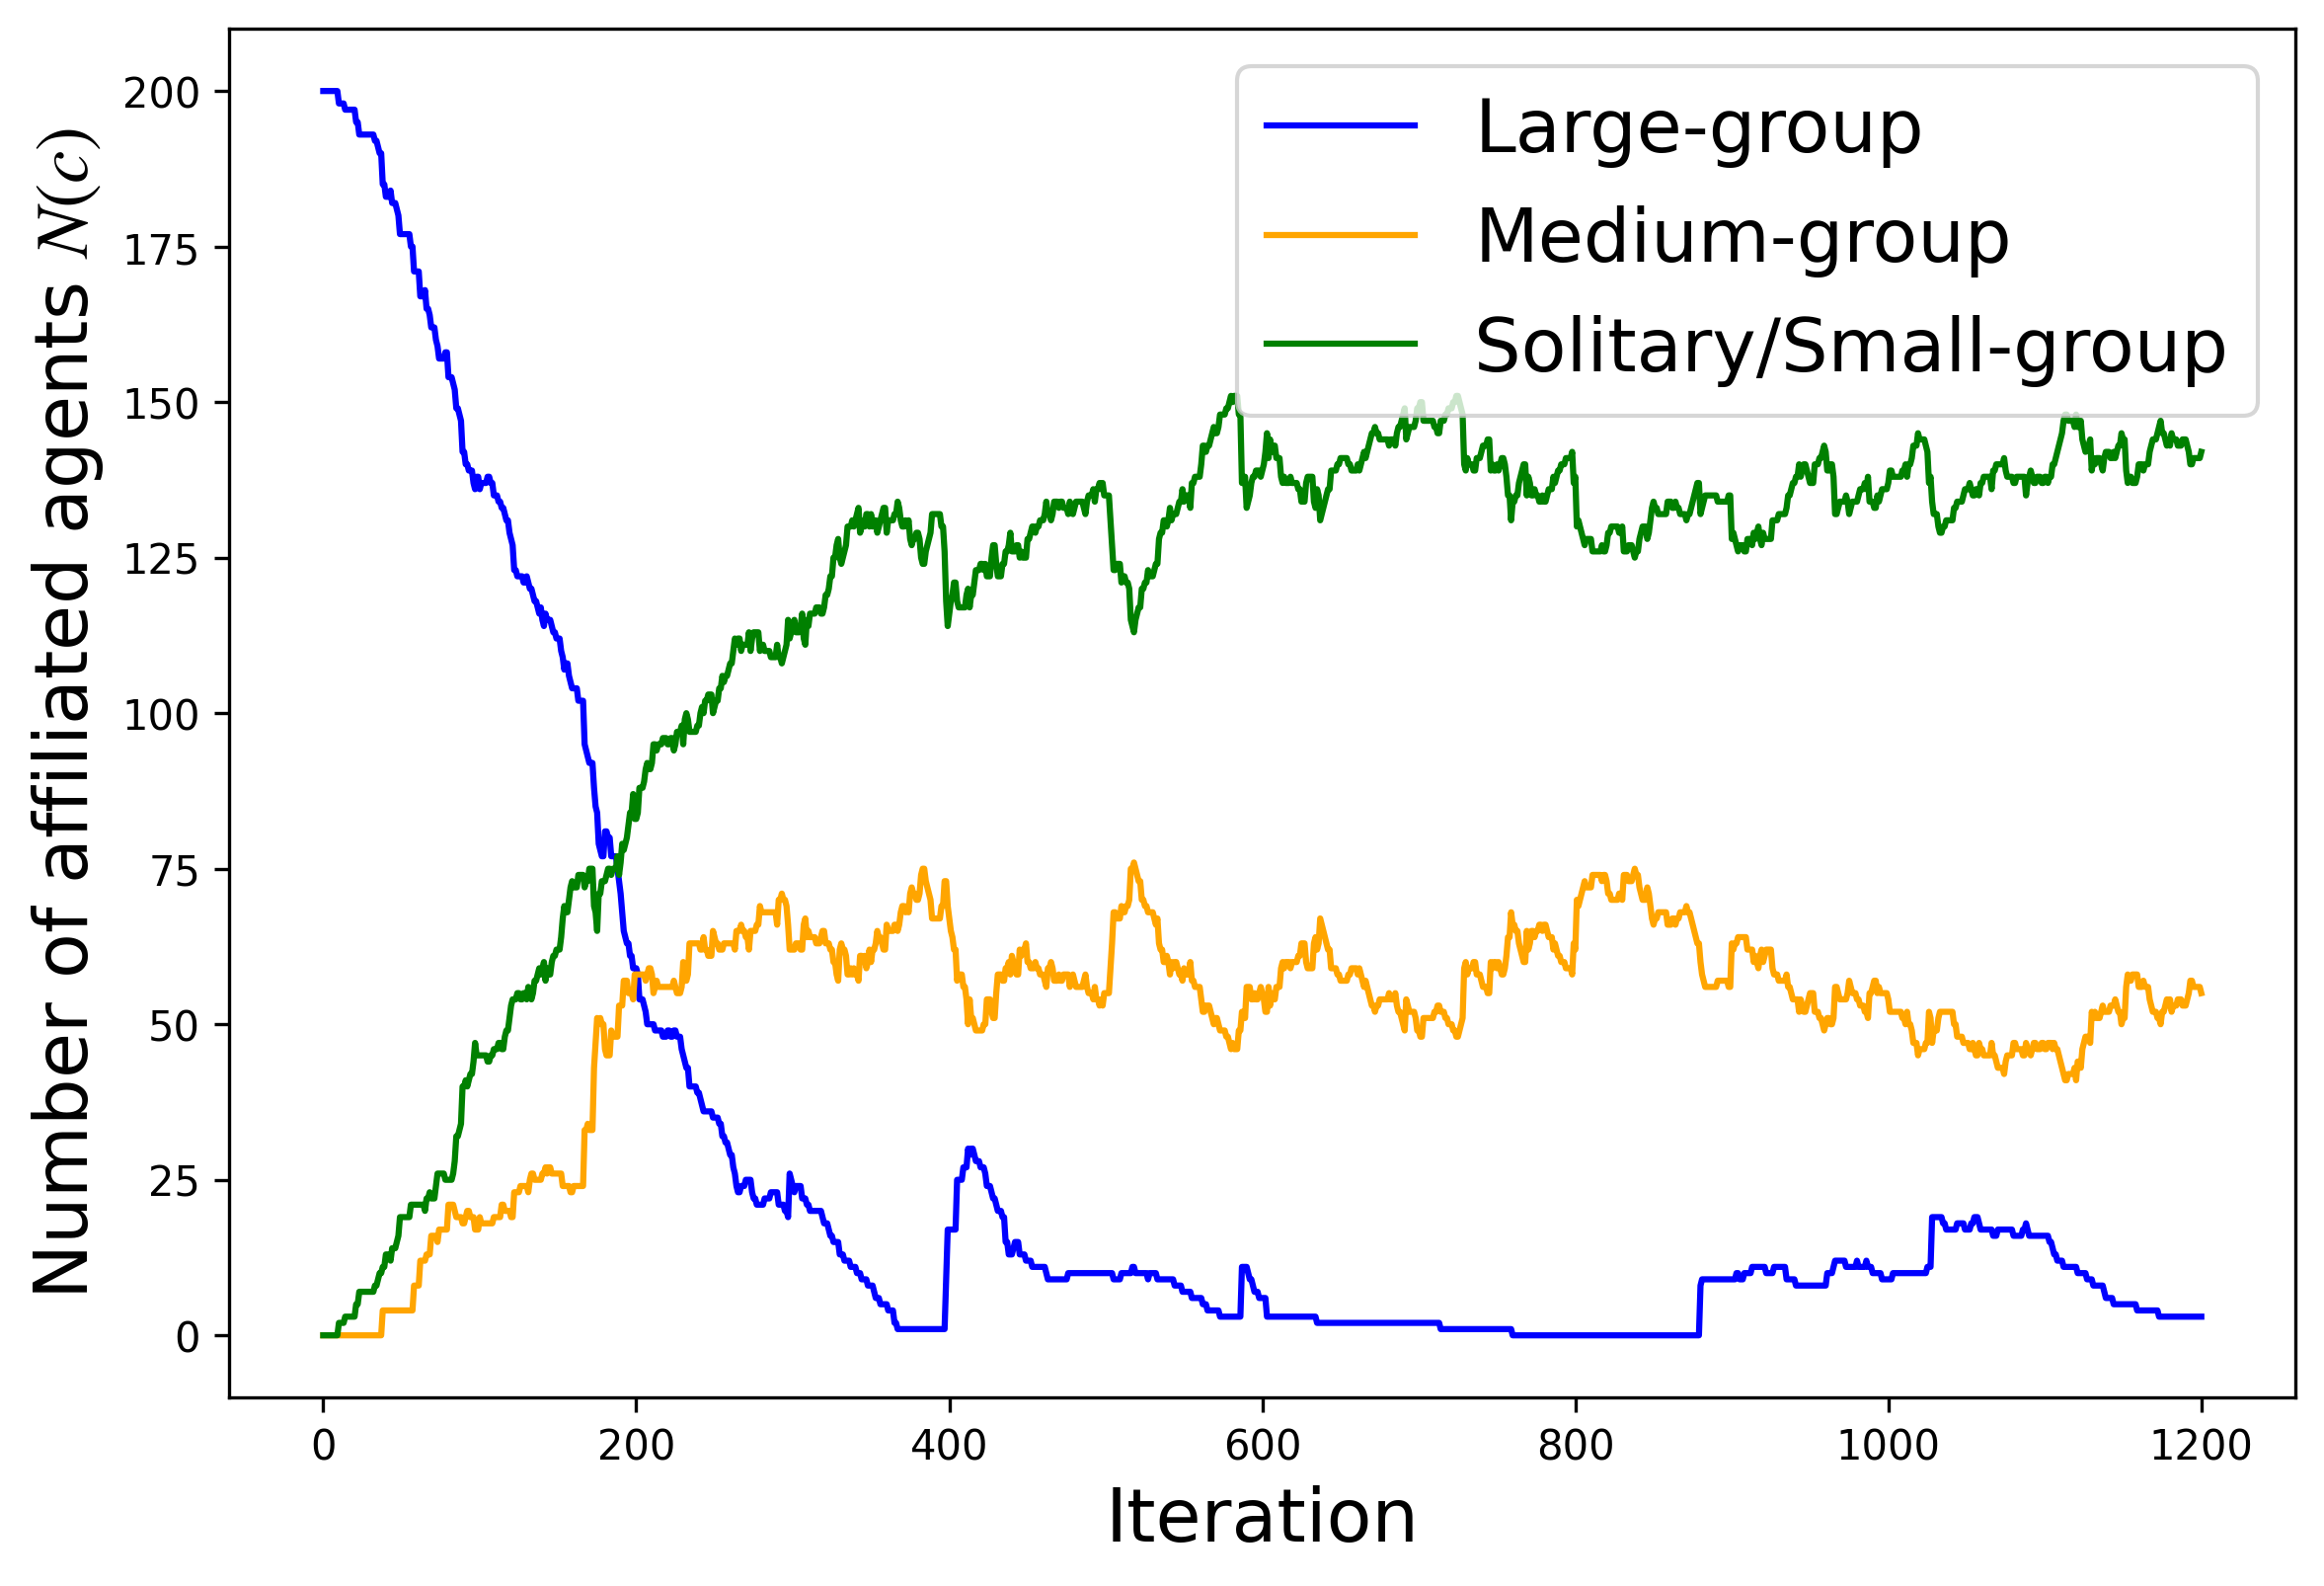 Number of affiliated agents N(c)
200
175
150
125
100
75
50
25
0
Large-group
Medium-group
Solitary/Small-group
0 200 400 600 800 1000 1200
Iteration